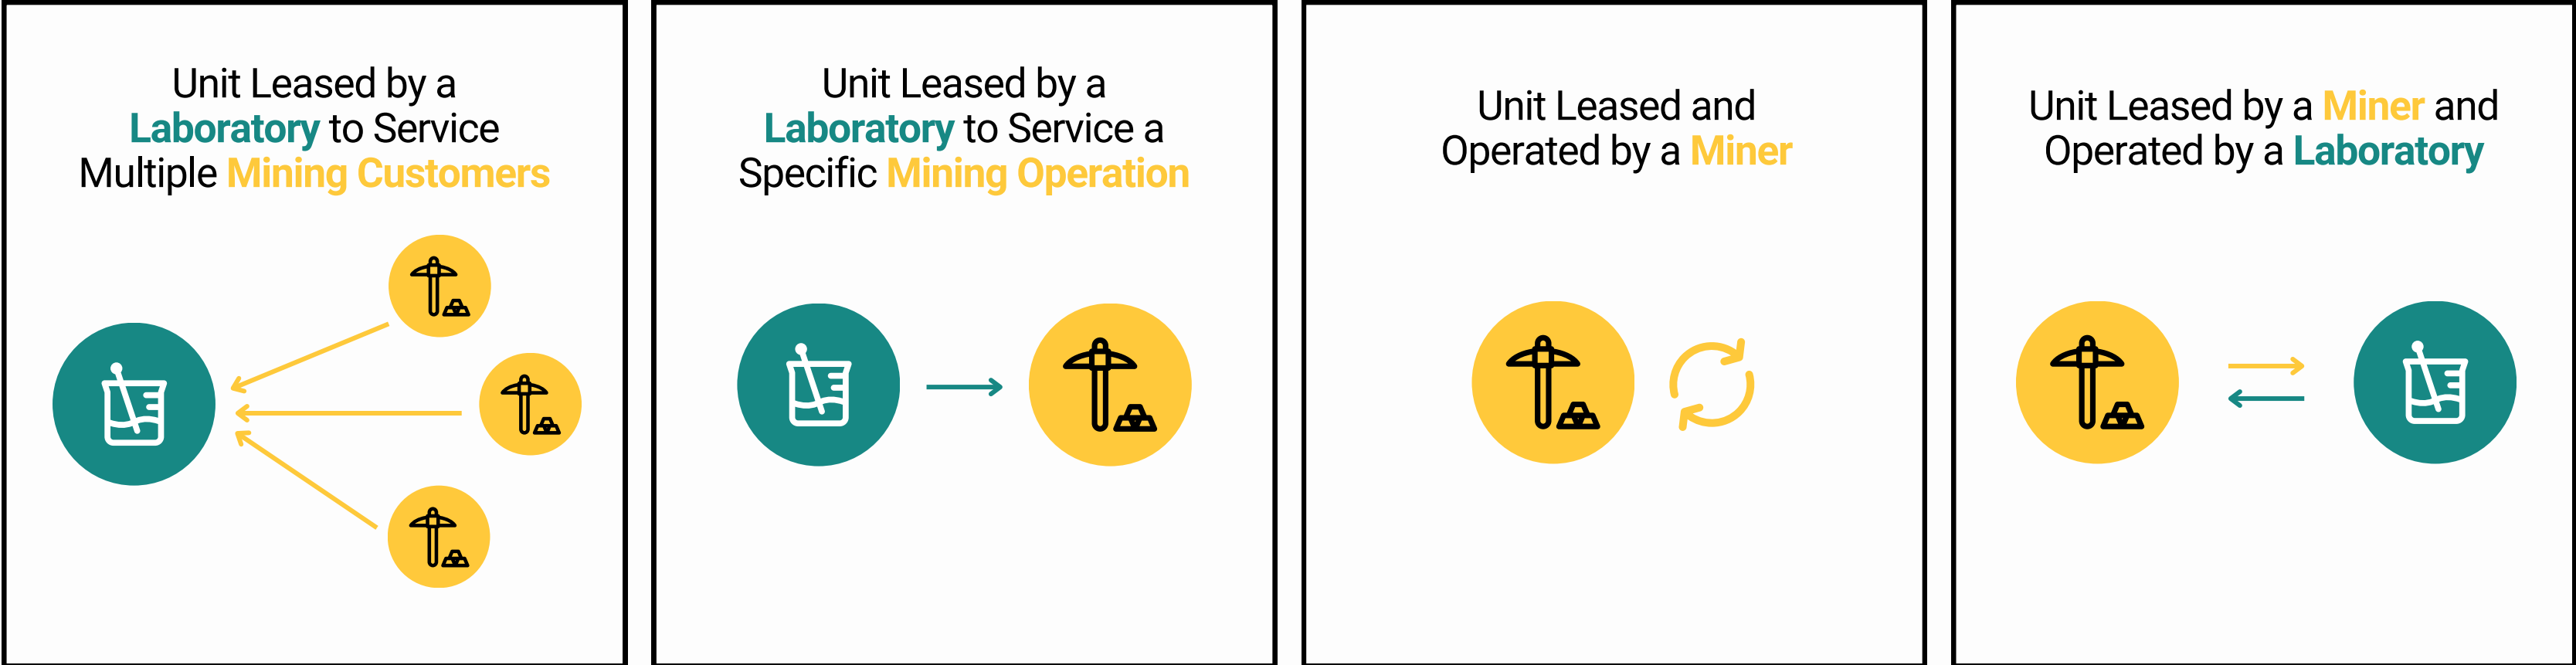 Unit Leased by a
Laboratory to Service
Multiple Mining Customers
Unit Leased by a
Laboratory to Service a
Specific Mining Operation
Unit Leased and
Operated by a Miner
Unit Leased by a Miner and
Operated by a Laboratory